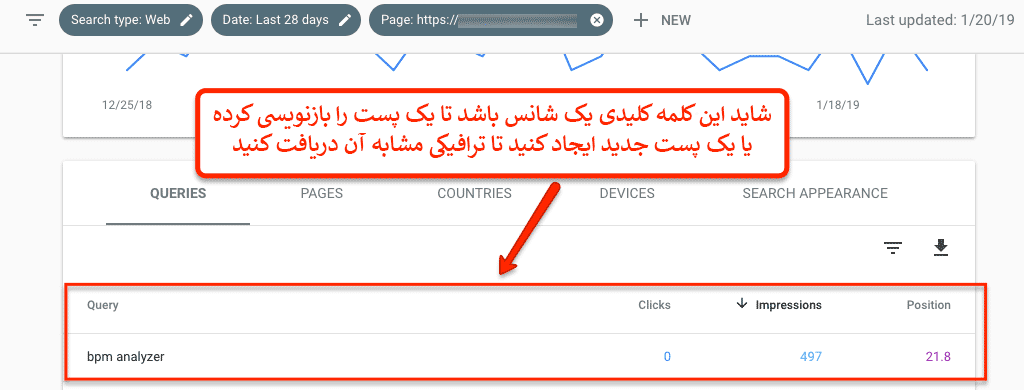 Search type: Web
Date: Last 28 days
Page: https://
NEW
Last updated: 1/20/19
12/25/18
1/18/19
شاید این کلمه کلیدی یک شانس باشد تا یک پست را بازنویسی کرده
یا یک پست جدید ایجاد کنید تا ترافیکی مشابه آن دریافت کنید
QUERIES PAGES COUNTRIES DEVICES SEARCH APPEARANCE
Query Clicks Impressions Position
bpm analyzer 0 497 21.8